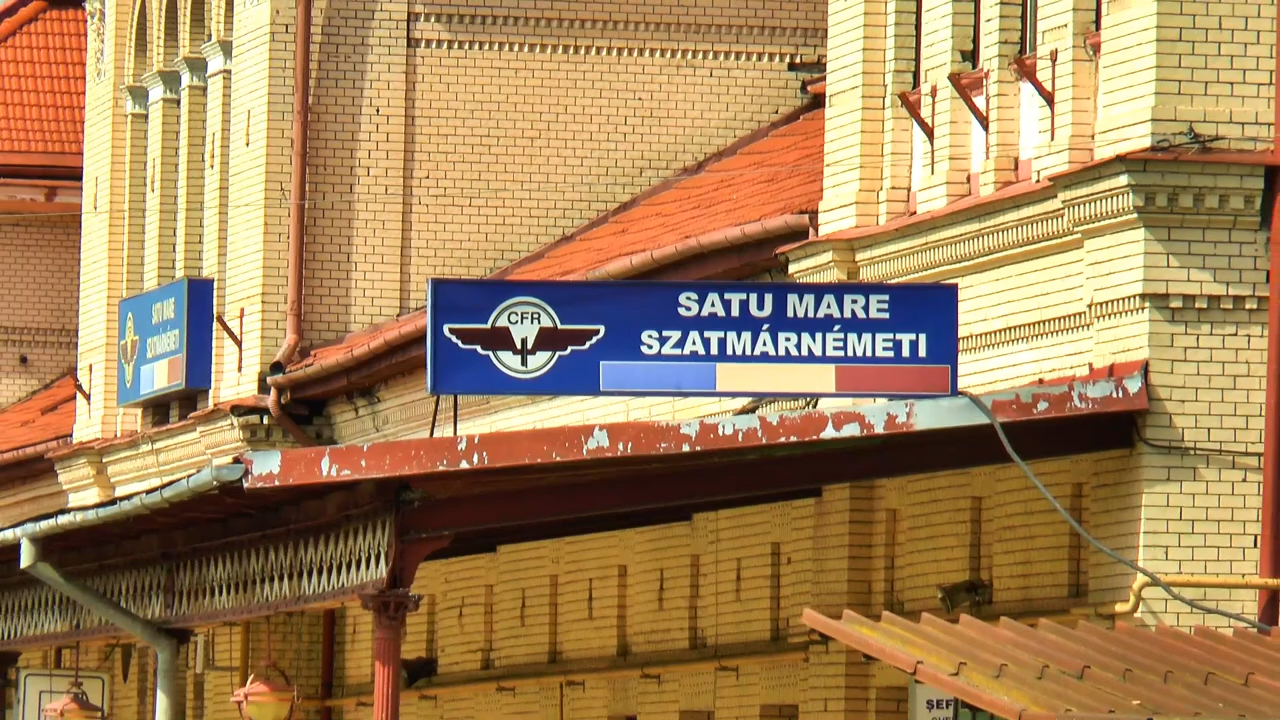 SATU MARE
SZATMÁRNÉMETI
CFR
SATU MARE
SZATMÁRNÉMETI
ȘEF